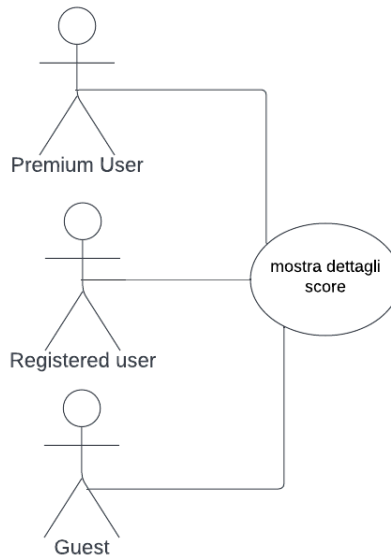 Premium User
mostra dettagli
score
Registered user
Guest